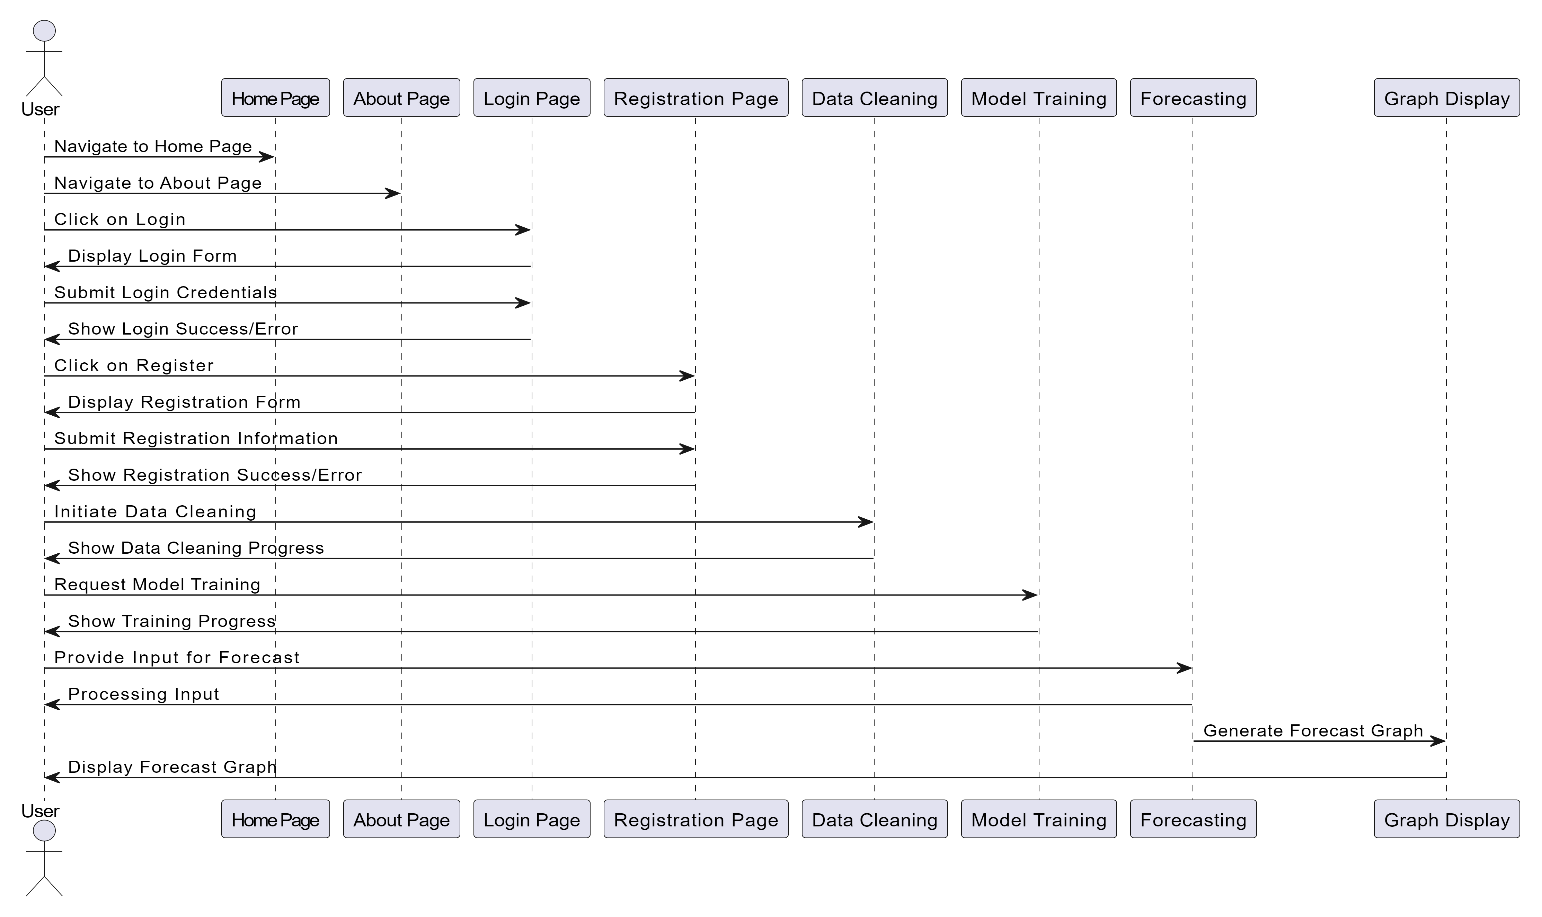 User
Home Page
About Page
Login Page
Registration Page
Data Cleaning
Model Training
Forecasting
Graph Display
Navigate to Home Page
Navigate to About Page
Click on Login
Display Login Form
Submit Login Credentials
Show Login Success/Error
Click on Register
Display Registration Form
Submit Registration Information
Show Registration Success/Error
Initiate Data Cleaning
Show Data Cleaning Progress
Request Model Training
Show Training Progress
Provide Input for Forecast
Processing Input
Generate Forecast Graph
Display Forecast Graph
User
Home Page
About Page
Login Page
Registration Page
Data Cleaning
Model Training
Forecasting
Graph Display